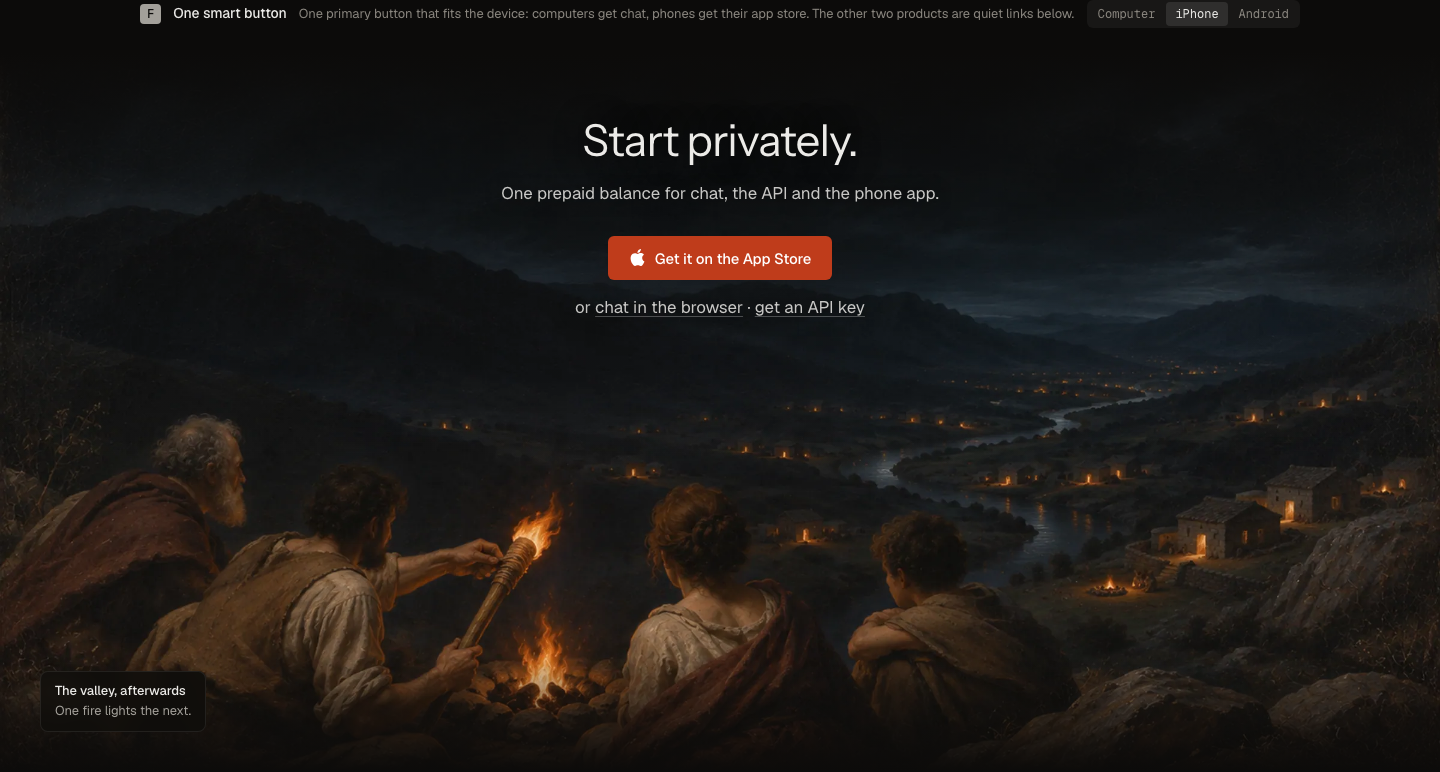 F One smart button One primary button that fits the device: computers get chat, phones get their app store. The other two products are quiet links below. Computer iPhone Android
Start privately.
One prepaid balance for chat, the API and the phone app.
Get it on the App Store
or chat in the browser · get an API key
The valley, afterwards
One fire lights the next.